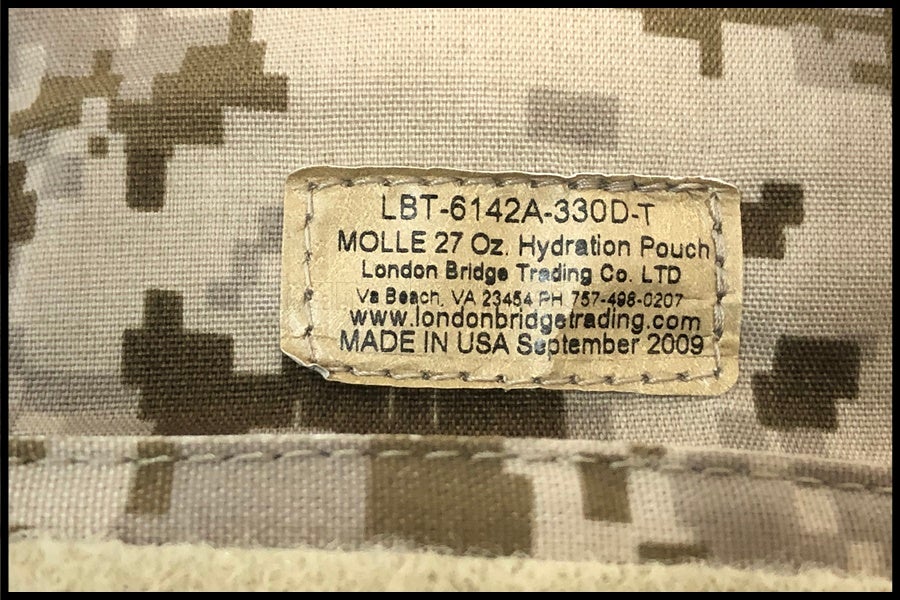 LBT-6142A-330D-T
MOLLE 27 Oz. Hydration Pouch
London Bridge Trading Co. LTD
Va Beach, VA 23454 PH 757-498-0207
www.londonbridgetrading.com
MADE IN USA September 2009